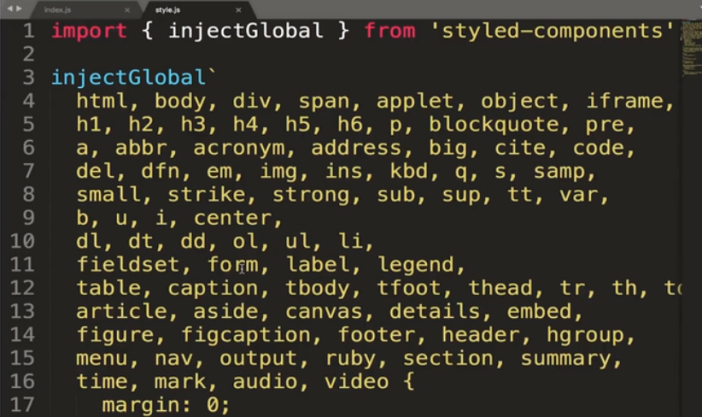 index.js
style.js
1 import { injectGlobal } from 'styled-components'
2
3 injectGlobal`
4 html, body, div, span, applet, object, iframe,
5 h1, h2, h3, h4, h5, h6, p, blockquote, pre,
6 a, abbr, acronym, address, big, cite, code,
7 del, dfn, em, img, ins, kbd, q, s, samp,
8 small, strike, strong, sub, sup, tt, var,
9 b, u, i, center,
10 dl, dt, dd, ol, ul, li,
11 fieldset, form, label, legend,
12 table, caption, tbody, tfoot, thead, tr, th,
13 article, aside, canvas, details, embed,
14 figure, figcaption, footer, header, hgroup,
15 menu, nav, output, ruby, section, summary,
16 time, mark, audio, video {
17 margin: 0;